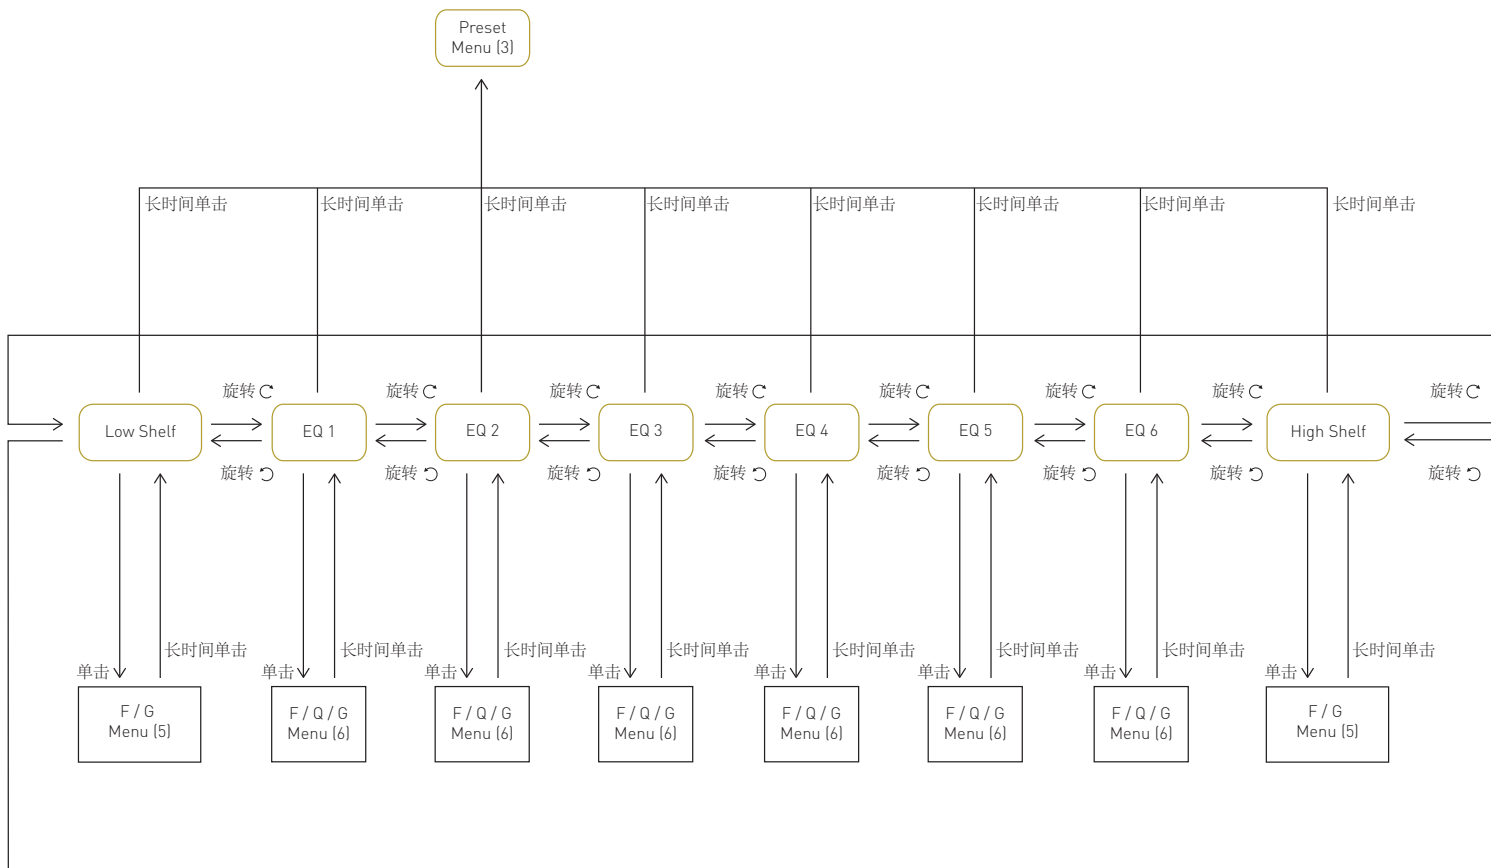 Preset
Menu (3)
长时间单击
长时间单击
长时间单击
长时间单击
长时间单击
长时间单击
长时间单击
长时间单击
旋转
旋转
旋转
旋转
旋转
旋转
旋转
旋转
Low Shelf
EQ 1
EQ 2
EQ 3
EQ 4
EQ 5
EQ 6
High Shelf
旋转
旋转
旋转
旋转
旋转
旋转
旋转
旋转
长时间单击
长时间单击
长时间单击
长时间单击
长时间单击
长时间单击
长时间单击
长时间单击
单击
单击
单击
单击
单击
单击
单击
单击
F / G
Menu (5)
F / Q / G
Menu (6)
F / Q / G
Menu (6)
F / Q / G
Menu (6)
F / Q / G
Menu (6)
F / Q / G
Menu (6)
F / Q / G
Menu (6)
F / G
Menu (5)